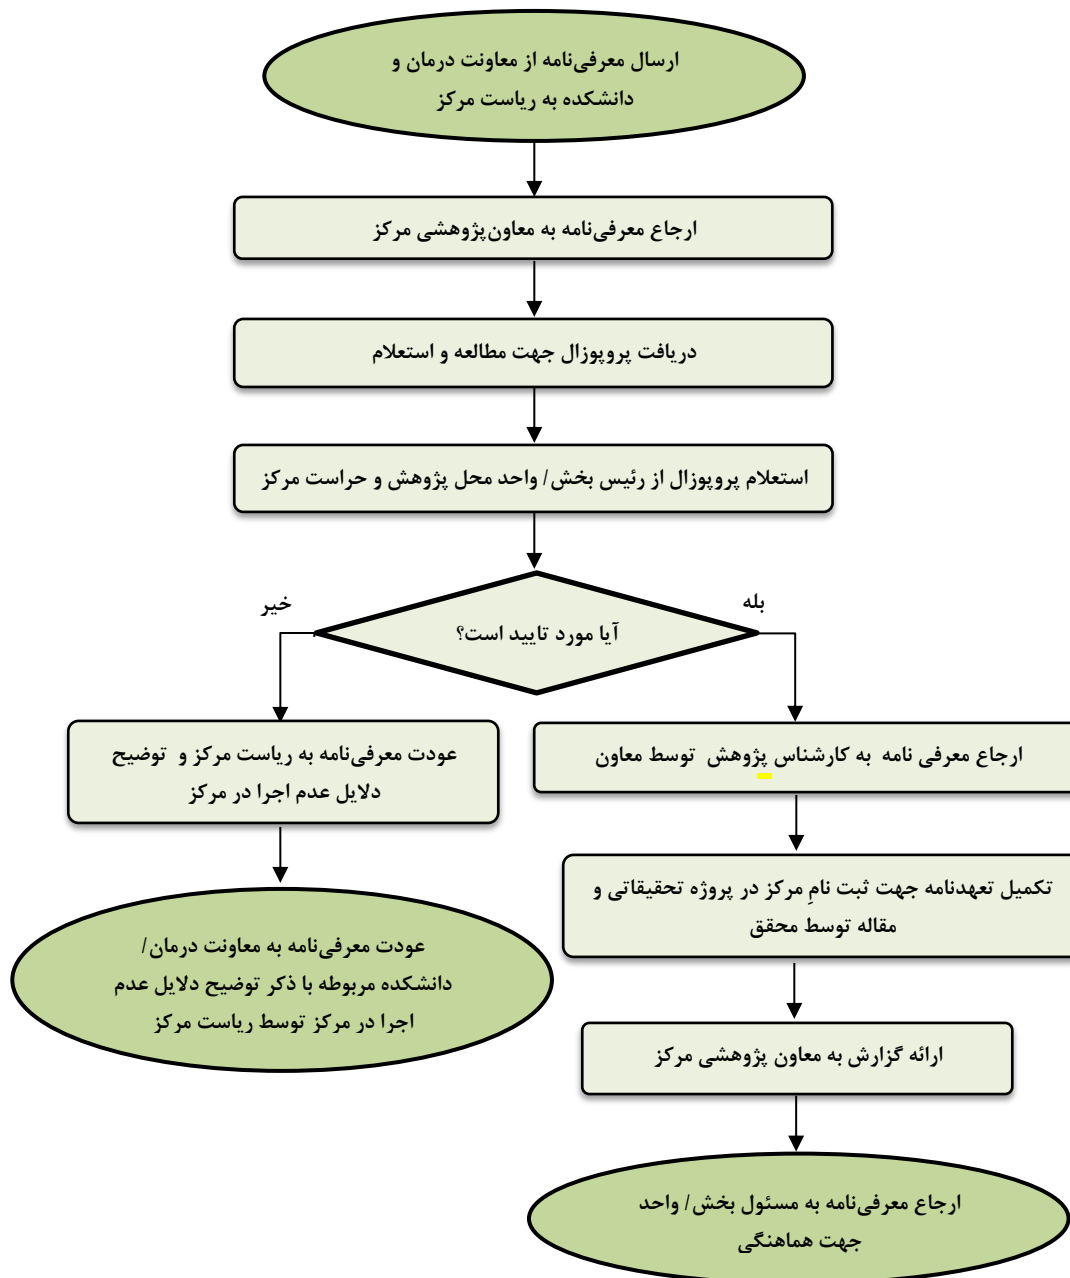 ارسال معرفی‌نامه از معاونت درمان و
دانشکده به ریاست مرکز
ارجاع معرفی‌نامه به معاون‌پژوهشی مرکز
دریافت پروپوزال جهت مطالعه و استعلام
استعلام پروپوزال از رئیس بخش/ واحد محل پژوهش و حراست مرکز
آیا مورد تایید است؟
بله
خیر
ارجاع معرفی نامه به کارشناس پژوهش توسط معاون
عودت معرفی‌نامه به ریاست مرکز و توضیح
دلایل عدم اجرا در مرکز
تکمیل تعهدنامه جهت ثبت نامِ مرکز در پروژه تحقیقاتی و
مقاله توسط محقق
عودت معرفی‌نامه به معاونت درمان/
دانشکده مربوطه با ذکر توضیح دلایل عدم
اجرا در مرکز توسط ریاست مرکز
ارائه گزارش به معاون پژوهشی مرکز
ارجاع معرفی‌نامه به مسئول بخش/ واحد
جهت هماهنگی